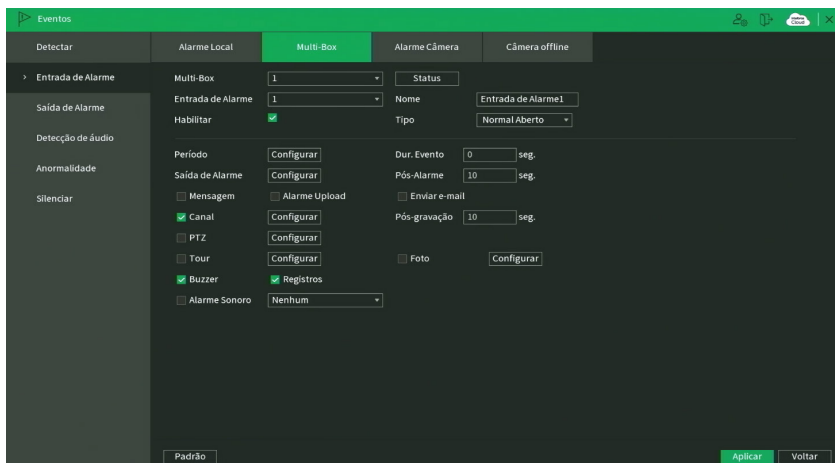 Eventos
Cloud
Detectar
Entrada de Alarme
Saída de Alarme
Detecção de áudio
Anormalidade
Silenciar
Alarme Local Multi-Box Alarme Câmera Câmera offline
Multi-Box 1 Status
Entrada de Alarme 1 Nome Entrada de Alarme1
Habilitar Tipo Normal Aberto
Período Configurar Dur. Evento 0 seg.
Saída de Alarme Configurar Pós-Alarme 10 seg.
Mensagem Alarme Upload Enviar e-mail
Canal Configurar Pós-gravação 10 seg.
PTZ Configurar
Tour Configurar Foto Configurar
Buzzer Registros
Alarme Sonoro Nenhum
Padrão Aplicar Voltar